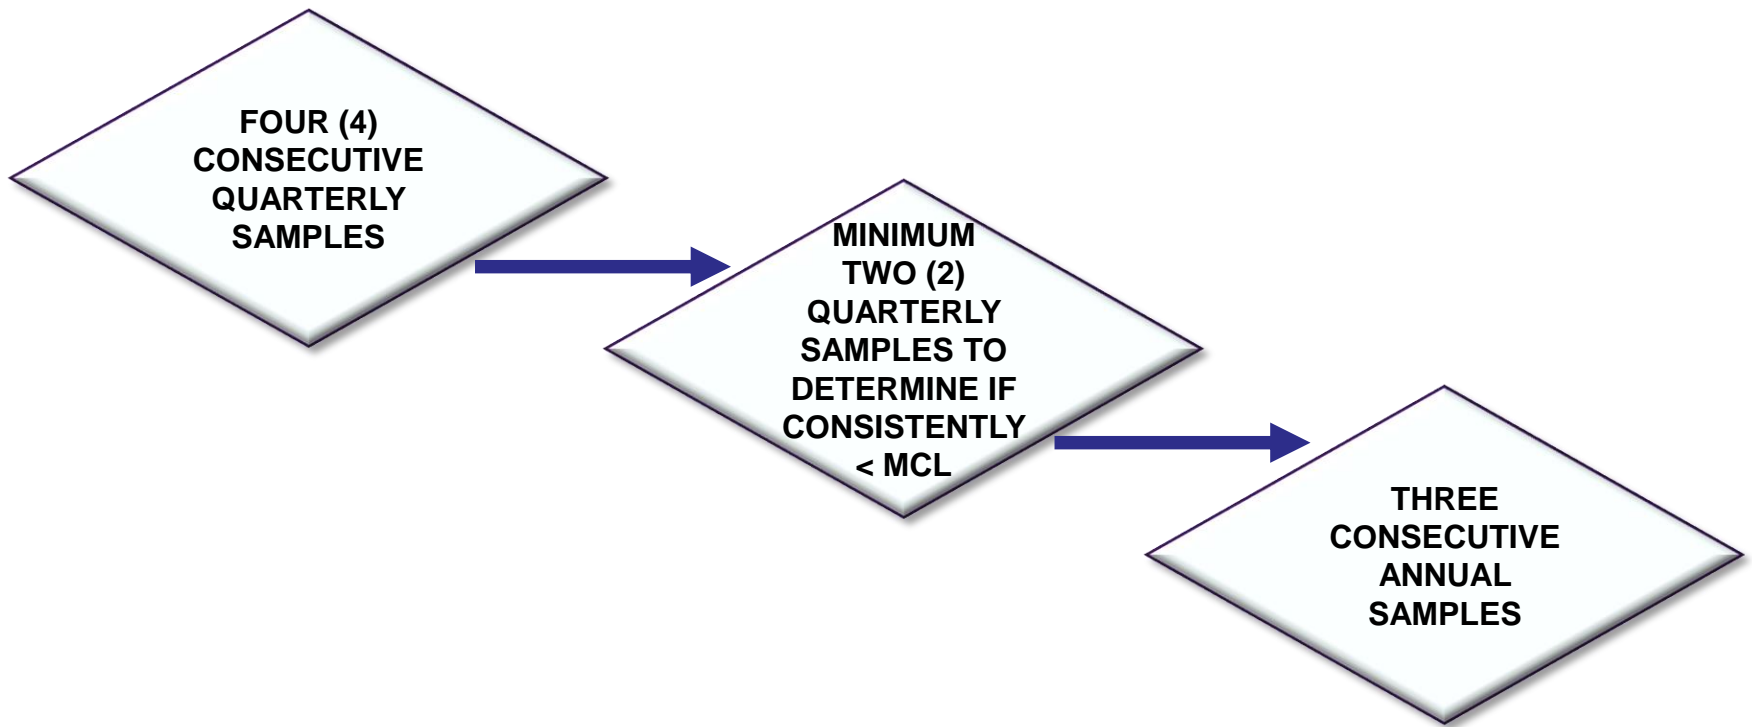 FOUR (4)
CONSECUTIVE
QUARTERLY
SAMPLES
MINIMUM
TWO (2)
QUARTERLY
SAMPLES TO
DETERMINE IF
CONSISTENTLY
< MCL
THREE
CONSECUTIVE
ANNUAL
SAMPLES